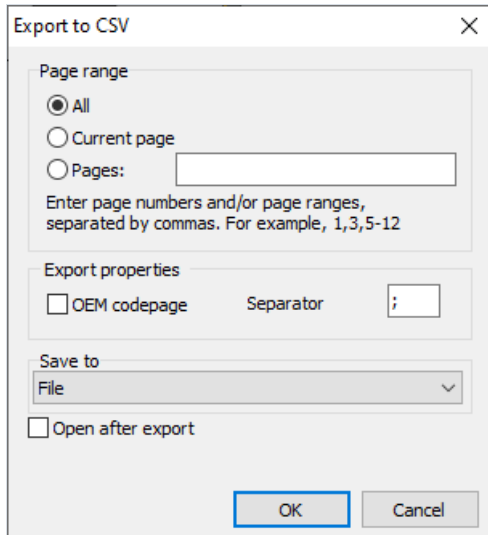 Export to CSV
Page range
All
Current page
Pages:
Enter page numbers and/or page ranges,
separated by commas. For example, 1,3,5-12
Export properties
OEM codepage Separator ;
Save to
File
Open after export
OK Cancel